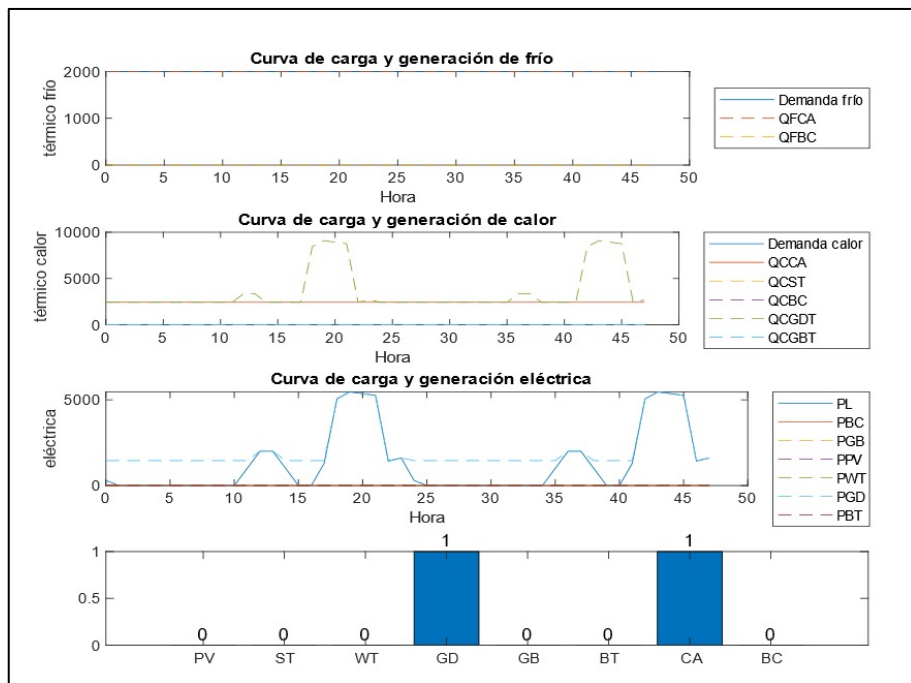 Curva de carga y generación de frío
térmico frío
2000
1000
0
0 5 10 15 20 25 30 35 40 45 50
Hora
Demanda frío
QFCA
QFBC
Curva de carga y generación de calor
térmico calor
10000
5000
0
0 5 10 15 20 25 30 35 40 45 50
Hora
Demanda calor
QCCA
QCST
QCBC
QCGDT
QCGBT
Curva de carga y generación eléctrica
eléctrica
5000
0
0 5 10 15 20 25 30 35 40 45 50
Hora
PL
PBC
PGB
PPV
PWT
PGD
PBT
1
0.5
0
0 0 0 1 0 0 1 0
PV ST WT GD GB BT CA BC